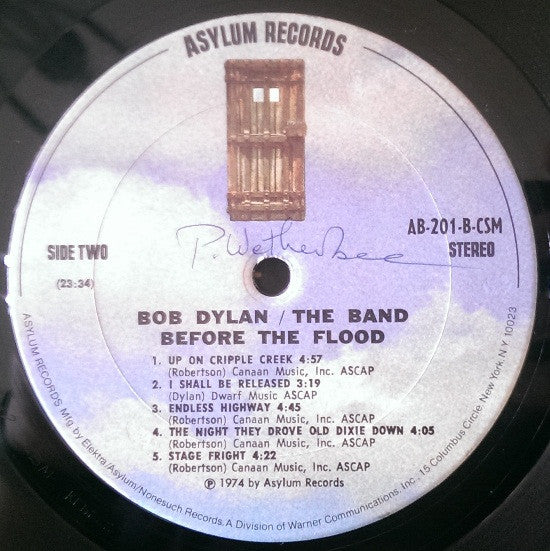 ASYLUM RECORDS
P. Wetherbee
AB-201-B-CSM
SIDE TWO
STEREO
(23:34)
BOB DYLAN / THE BAND
BEFORE THE FLOOD
1. UP ON CRIPPLE CREEK 4:57
(Robertson) Canaan Music, Inc. ASCAP
2. I SHALL BE RELEASED 3:19
(Dylan) Dwarf Music ASCAP
3. ENDLESS HIGHWAY 4:45
(Robertson) Canaan Music, Inc. ASCAP
4. THE NIGHT THEY DROVE OLD DIXIE DOWN 4:05
(Robertson) Canaan Music, Inc. ASCAP
5. STAGE FRIGHT 4:22
(Robertson) Canaan Music, Inc. ASCAP
℗ 1974 by Asylum Records
ASYLUM RECORDS Mfg. by Elektra/Asylum/Nonesuch Records. A Division of Warner Communications, Inc. 15 Columbus Circle, New York, N Y 10023